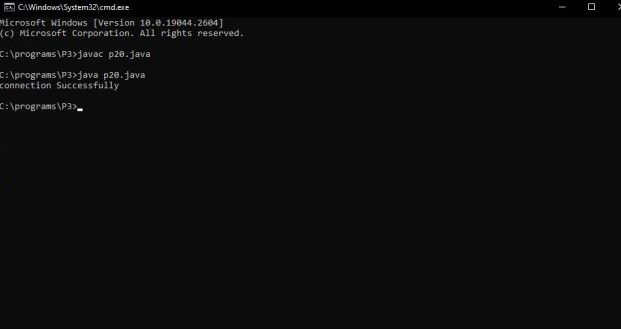 C:\Windows\System32\cmd.exe
Microsoft Windows [Version 10.0.19044.2604]
(c) Microsoft Corporation. All rights reserved.
C:\programs\P3>javac p20.java
C:\programs\P3>java p20.java
connection Successfully
C:\programs\P3>